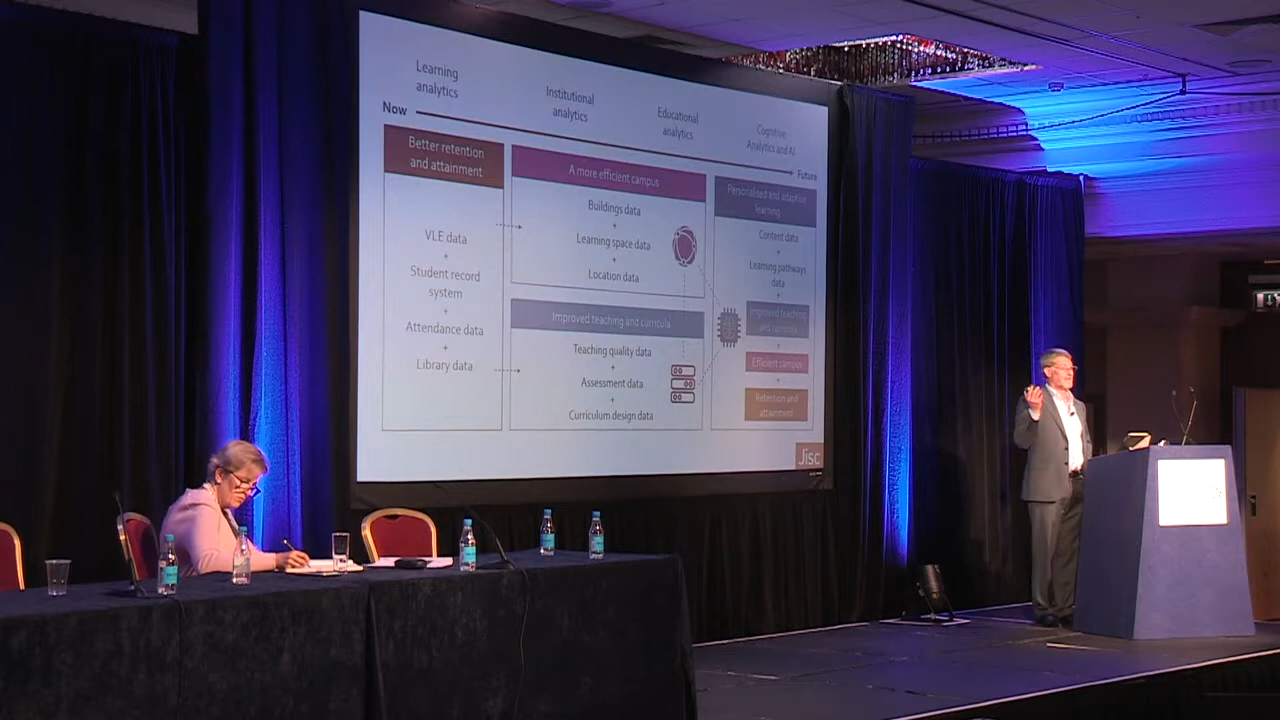 Learning
analytics
Institutional
analytics
Educational
analytics
Cognitive
Analytics and AI
Now
Future
Better retention
and attainment
VLE data
+
Student record
system
+
Attendance data
+
Library data
A more efficient campus
Buildings data
+
Learning space data
+
Location data
Improved teaching and curricula
Teaching quality data
+
Assessment data
+
Curriculum design data
Personalised and adaptive
learning
Content data
+
Learning pathways
data
+
Improved teaching
and curricula
+
Efficient campus
+
Retention and
attainment
Jisc